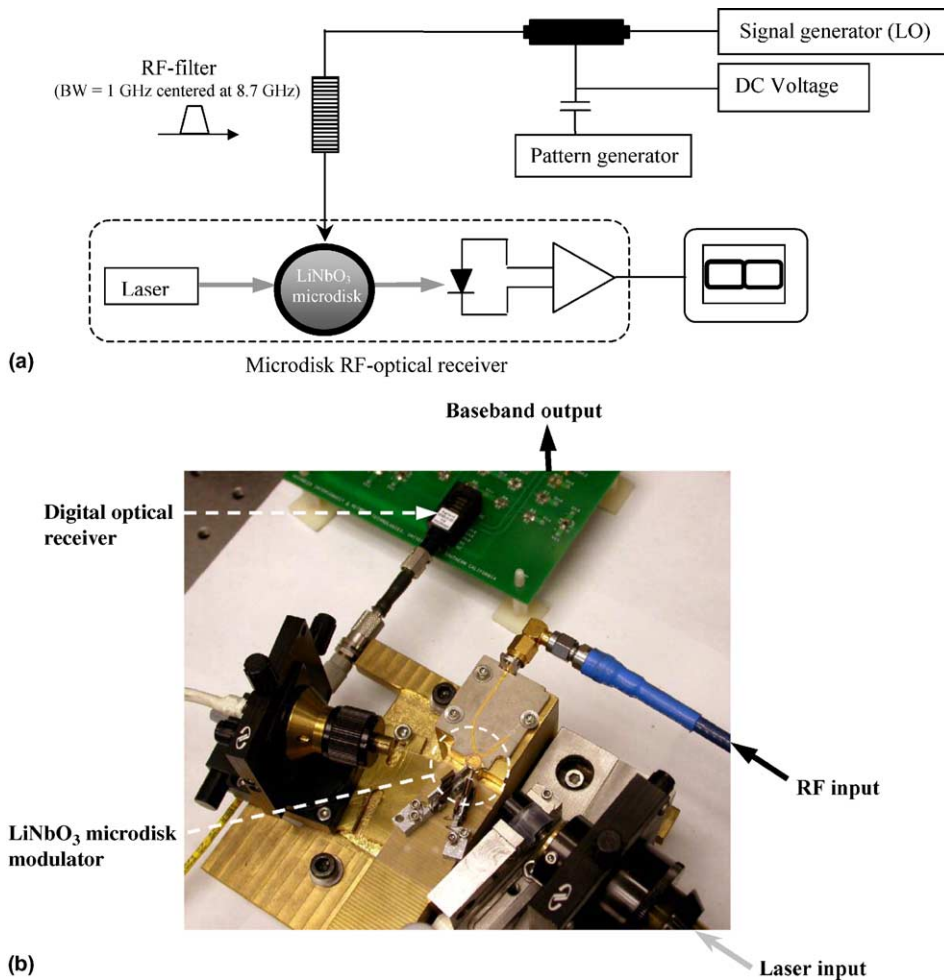 Signal generator (LO)
RF-filter
(BW = 1 GHz centered at 8.7 GHz)
DC Voltage
Pattern generator
Laser
LiNbO3
microdisk
Microdisk RF-optical receiver
(a)
Baseband output
Digital optical
receiver
RF input
LiNbO3 microdisk
modulator
Laser input
(b)